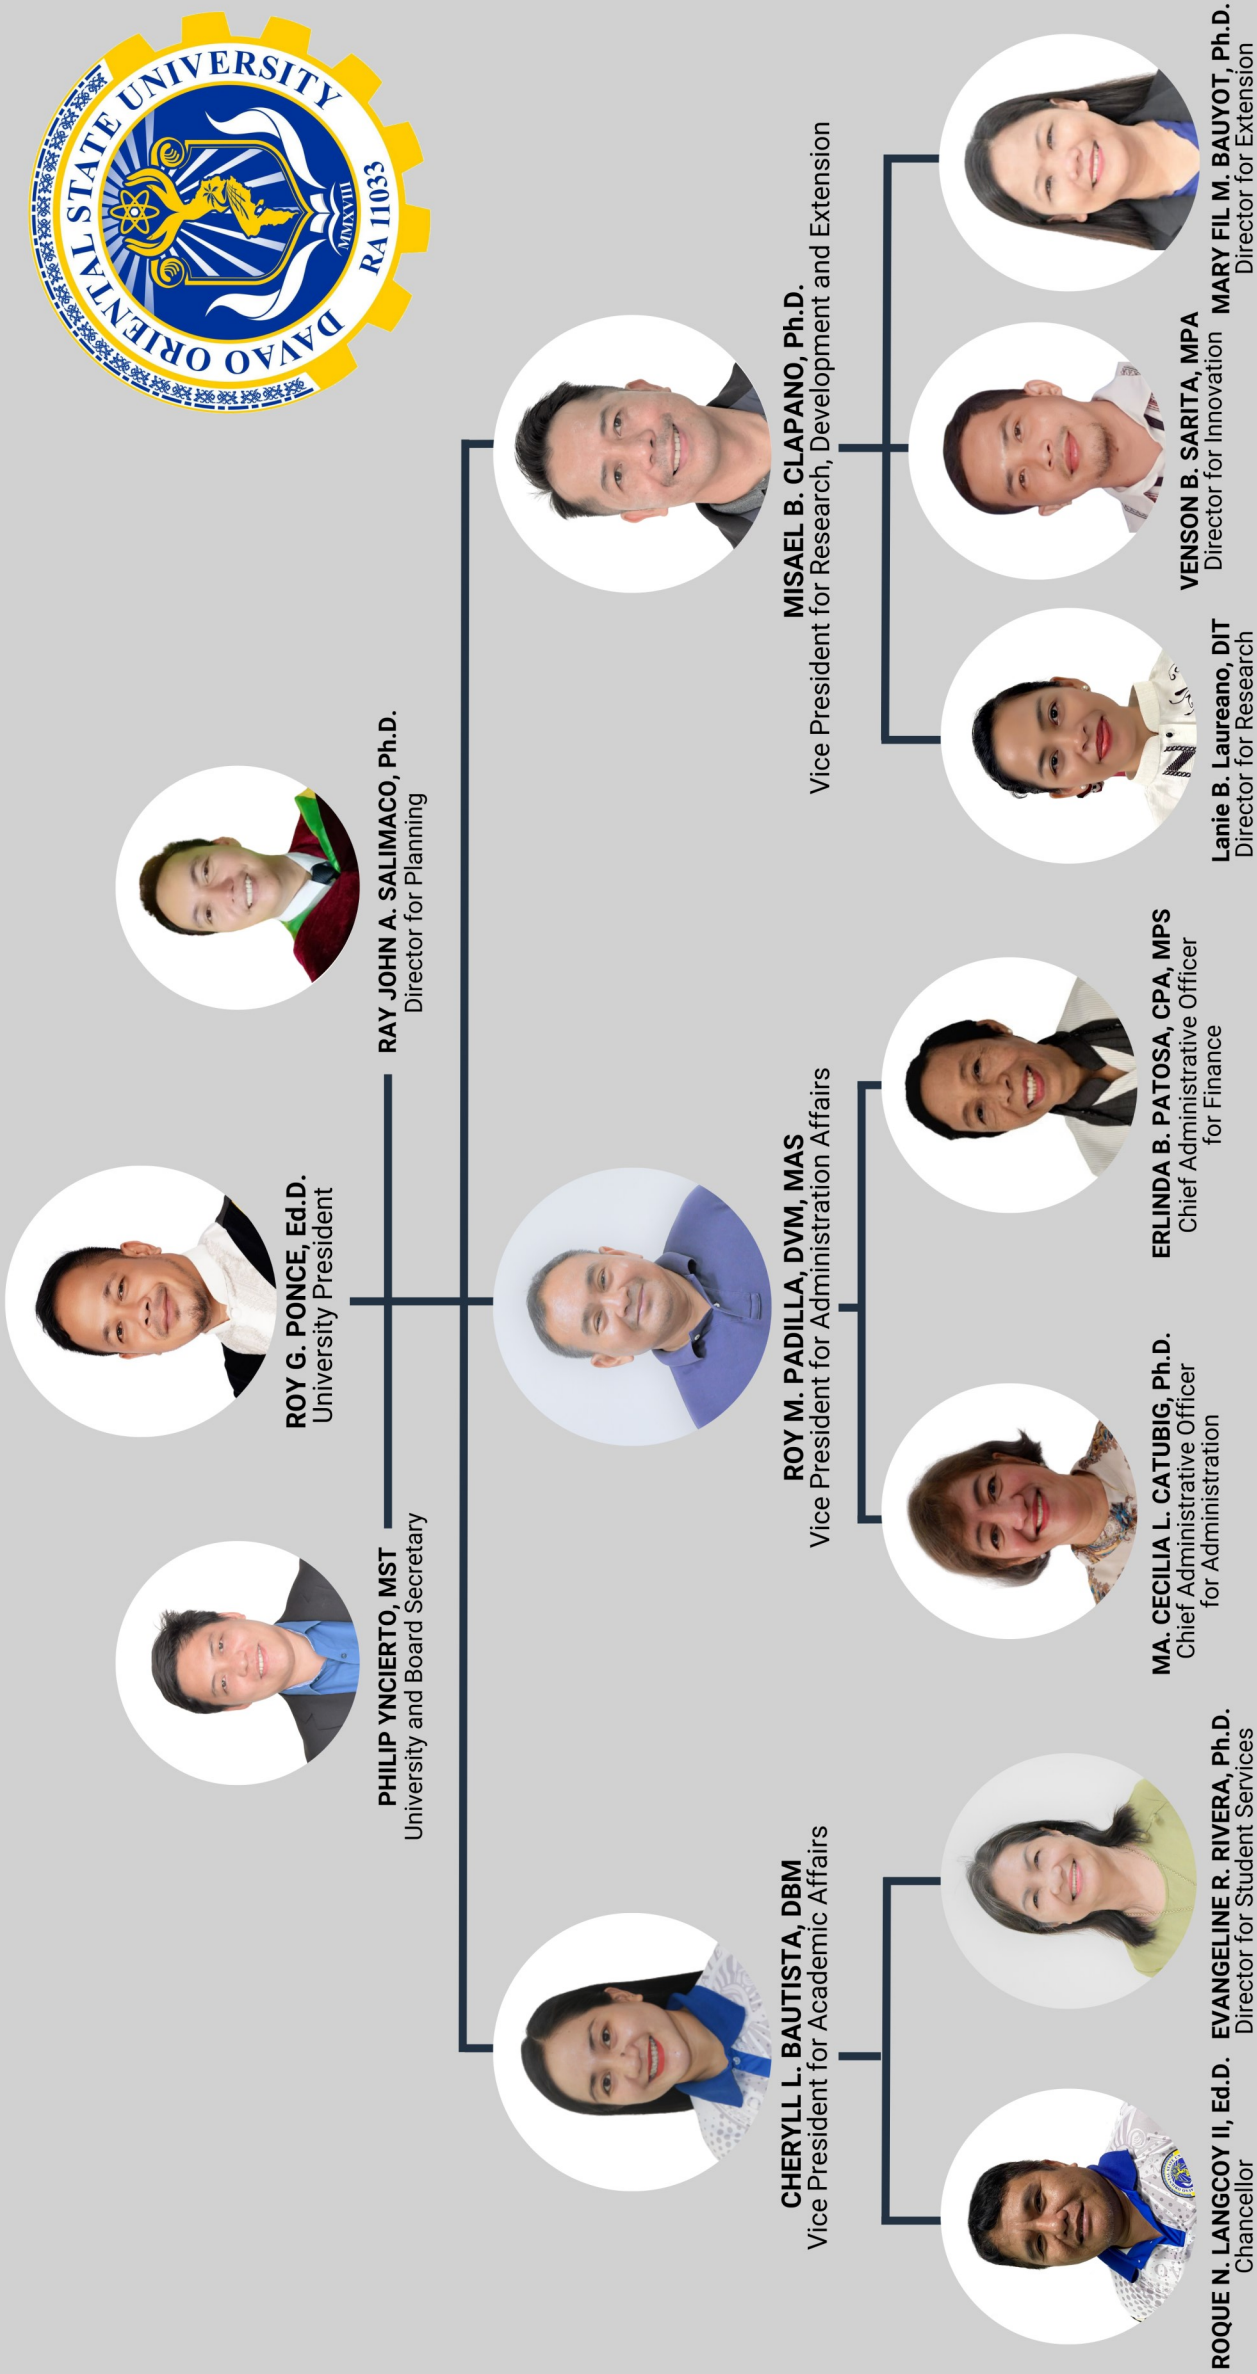 DAVAO ORIENTAL STATE UNIVERSITY
MMXVIII
RA 11033
ROY G. PONCE, Ed.D.
University President
PHILIP YNCIERTO, MST
University and Board Secretary
RAY JOHN A. SALIMACO, Ph.D.
Director for Planning
CHERYLL L. BAUTISTA, DBM
Vice President for Academic Affairs
ROY M. PADILLA, DVM, MAS
Vice President for Administration Affairs
MISAEL B. CLAPANO, Ph.D.
Vice President for Research, Development and Extension
ROQUE N. LANGCOY II, Ed.D.
Chancellor
EVANGELINE R. RIVERA, Ph.D.
Director for Student Services
MA. CECILIA L. CATUBIG, Ph.D.
Chief Administrative Officer
for Administration
ERLINDA B. PATOSA, CPA, MPS
Chief Administrative Officer
for Finance
Lanie B. Laureano, DIT
Director for Research
VENSON B. SARITA, MPA
Director for Innovation
MARY FIL M. BAUYOT, Ph.D.
Director for Extension